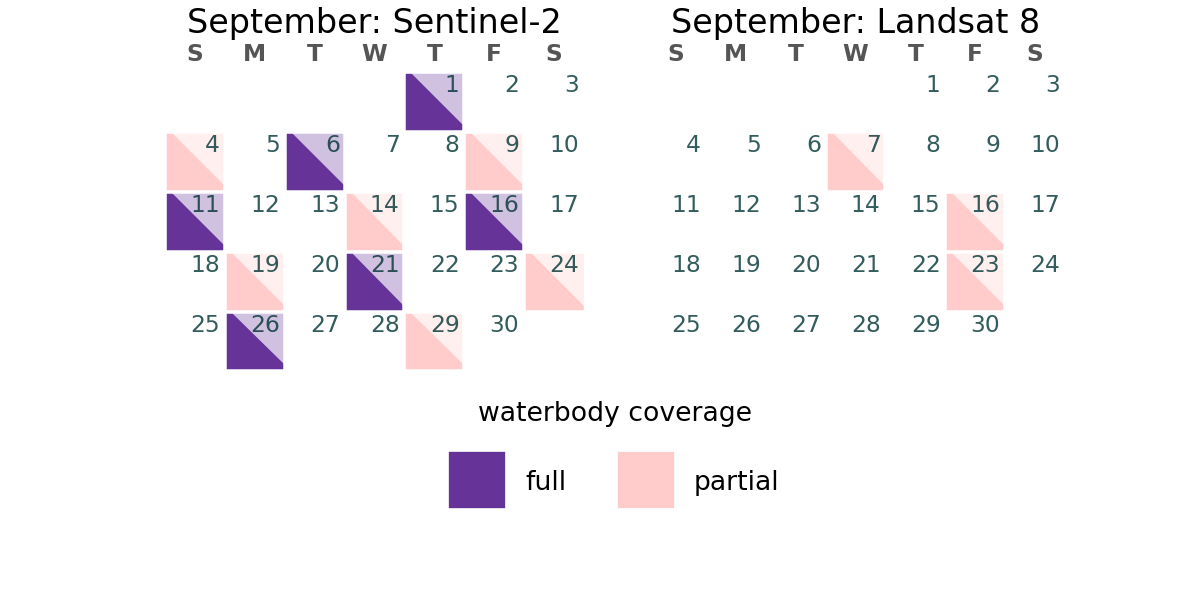 September: Sentinel-2
S M T W T F S
1 2 3
4 5 6 7 8 9 10
11 12 13 14 15 16 17
18 19 20 21 22 23 24
25 26 27 28 29 30
September: Landsat 8
S M T W T F S
1 2 3
4 5 6 7 8 9 10
11 12 13 14 15 16 17
18 19 20 21 22 23 24
25 26 27 28 29 30
waterbody coverage
full partial